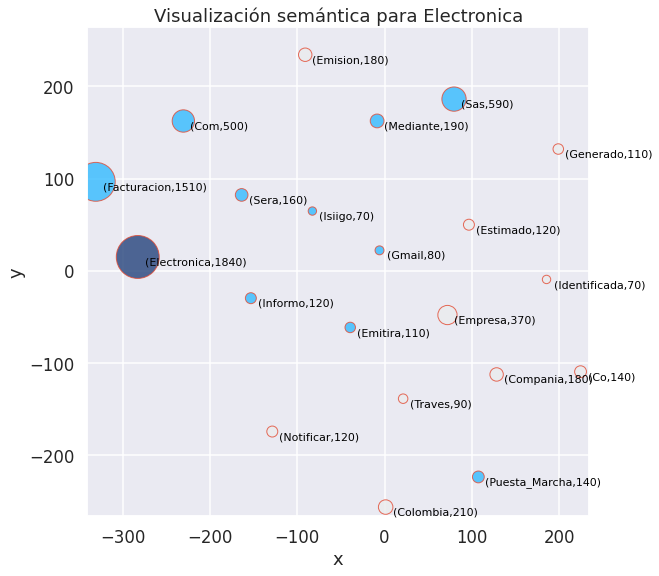 Visualización semántica para Electronica
(Emision,180)
200
(Sas,590)
(Com,500)
(Mediante,190)
(Generado,110)
100
(Facturacion,1510)
(Sera,160)
(Isiigo,70)
(Estimado,120)
(Gmail,80)
y
0
(Electronica,1840)
(Identificada,70)
(Informo,120)
(Emitira,110)
(Empresa,370)
−100
(Compania,180)
(Co,140)
(Traves,90)
(Notificar,120)
−200
(Puesta_Marcha,140)
(Colombia,210)
−300
−200
−100
0
100
200
x